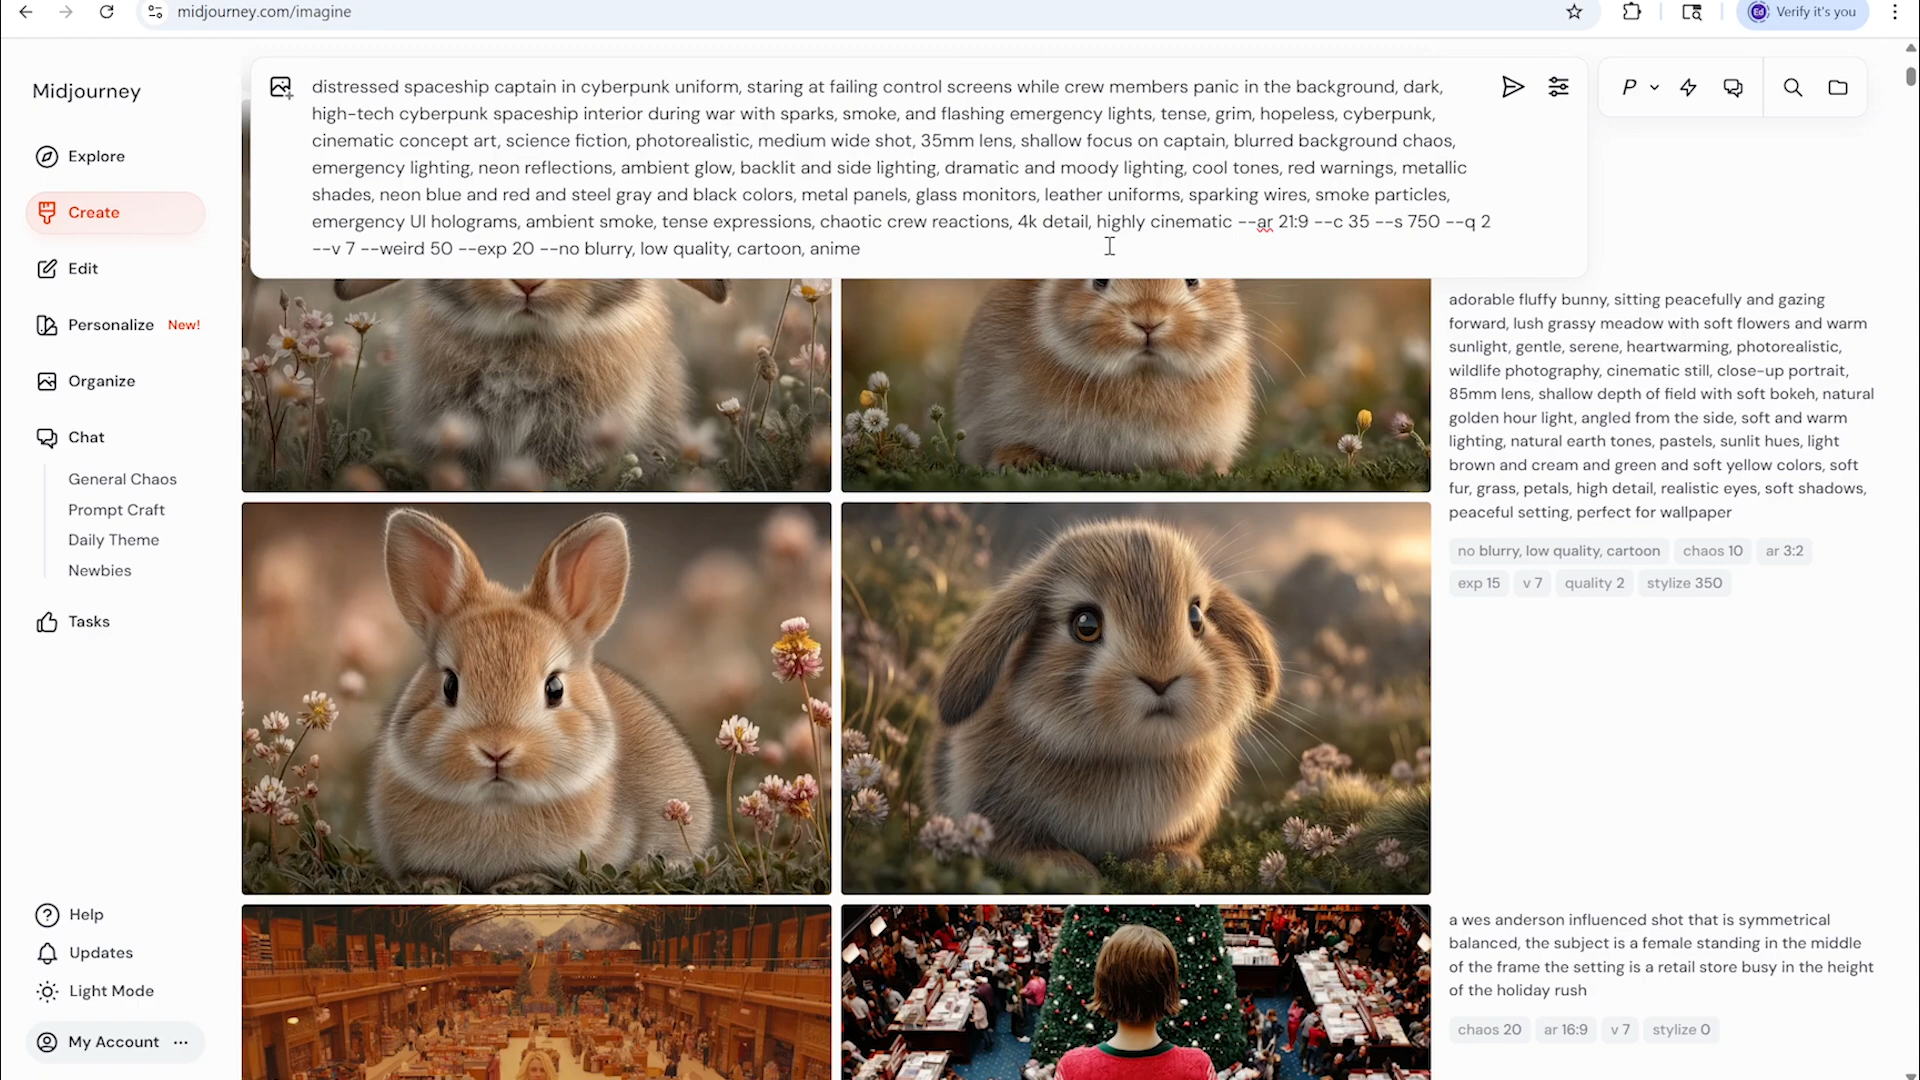 midjourney.com/imagine
Ed
Verify it's you
Midjourney
Explore
Create
Edit
Personalize New!
Organize
Chat
General Chaos
Prompt Craft
Daily Theme
Newbies
Tasks
Help
Updates
Light Mode
My Account ...
distressed spaceship captain in cyberpunk uniform, staring at failing control screens while crew members panic in the background, dark,
high-tech cyberpunk spaceship interior during war with sparks, smoke, and flashing emergency lights, tense, grim, hopeless, cyberpunk,
cinematic concept art, science fiction, photorealistic, medium wide shot, 35mm lens, shallow focus on captain, blurred background chaos,
emergency lighting, neon reflections, ambient glow, backlit and side lighting, dramatic and moody lighting, cool tones, red warnings, metallic
shades, neon blue and red and steel gray and black colors, metal panels, glass monitors, leather uniforms, sparking wires, smoke particles,
emergency UI holograms, ambient smoke, tense expressions, chaotic crew reactions, 4k detail, highly cinematic --ar 21:9 --c 35 --s 750 --q 2
--v 7 --weird 50 --exp 20 --no blurry, low quality, cartoon, anime
P
adorable fluffy bunny, sitting peacefully and gazing
forward, lush grassy meadow with soft flowers and warm
sunlight, gentle, serene, heartwarming, photorealistic,
wildlife photography, cinematic still, close-up portrait,
85mm lens, shallow depth of field with soft bokeh, natural
golden hour light, angled from the side, soft and warm
lighting, natural earth tones, pastels, sunlit hues, light
brown and cream and green and soft yellow colors, soft
fur, grass, petals, high detail, realistic eyes, soft shadows,
peaceful setting, perfect for wallpaper
no blurry, low quality, cartoon chaos 10 ar 3:2
exp 15 v 7 quality 2 stylize 350
a wes anderson influenced shot that is symmetrical
balanced, the subject is a female standing in the middle
of the frame the setting is a retail store busy in the height
of the holiday rush
chaos 20 ar 16:9 v 7 stylize 0